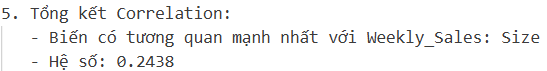 5. Tổng kết Correlation:
- Biến có tương quan mạnh nhất với Weekly_Sales: Size
- Hệ số: 0.2438